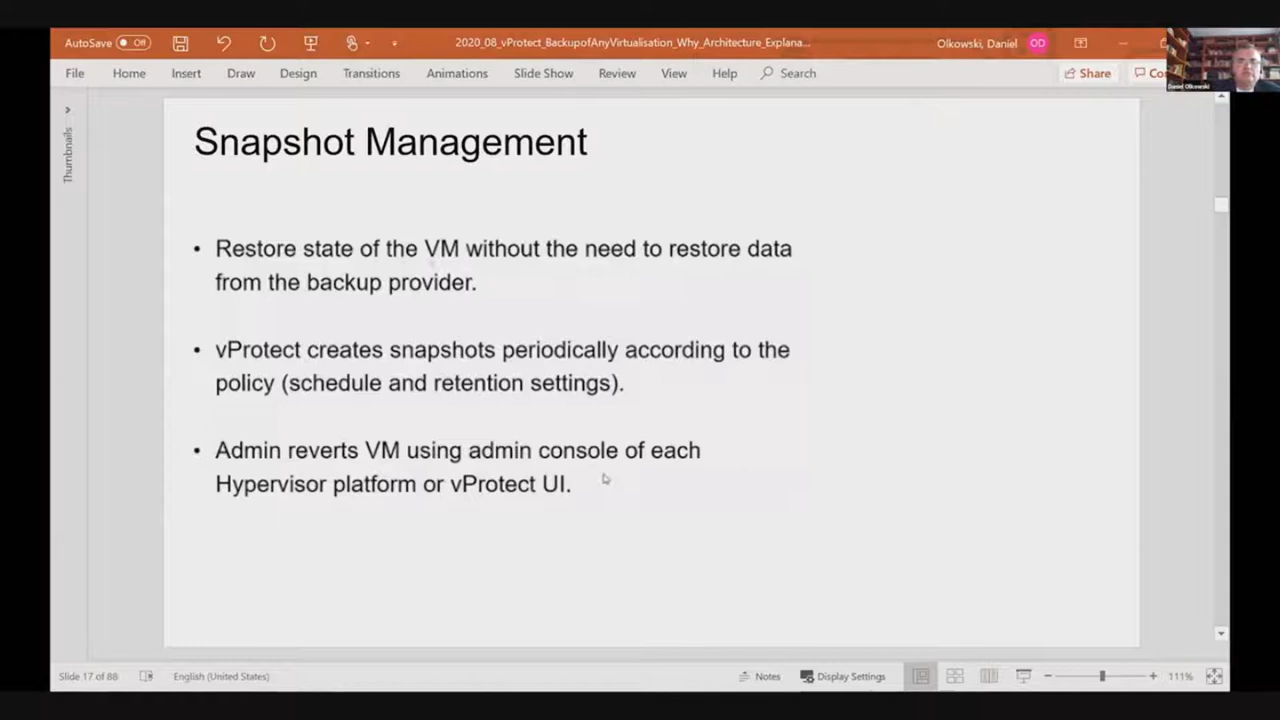 AutoSave Off 2020_08_vProtect_BackupofAnyVirtualisation_Why_Architecture_Explana... Olkowski, Daniel OD
File Home Insert Draw Design Transitions Animations Slide Show Review View Help Search Share
Daniel Olkowski
Thumbnails
Snapshot Management
• Restore state of the VM without the need to restore data
from the backup provider.
• vProtect creates snapshots periodically according to the
policy (schedule and retention settings).
• Admin reverts VM using admin console of each
Hypervisor platform or vProtect UI.
Slide 17 of 88 English (United States) Notes Display Settings 111%